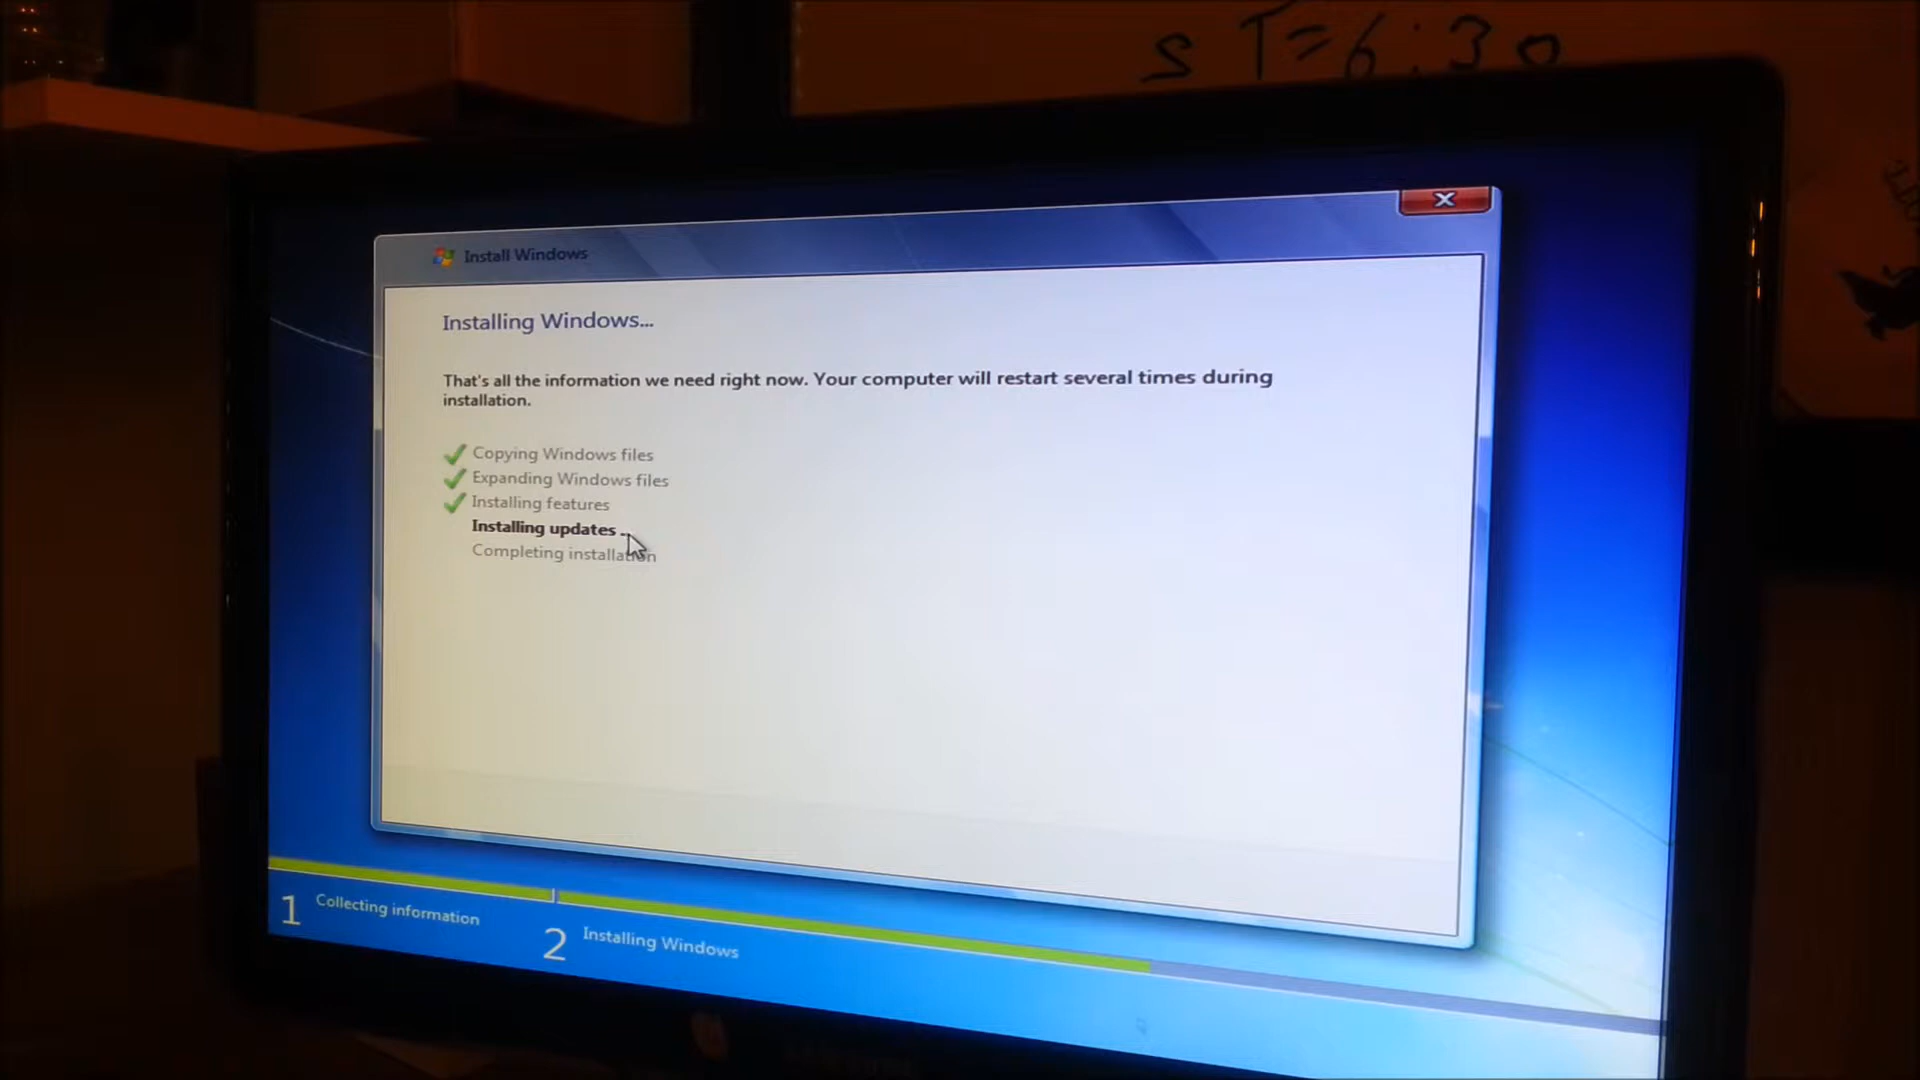 S T=6:30
Install Windows
Installing Windows...
That's all the information we need right now. Your computer will restart several times during
installation.
Copying Windows files
Expanding Windows files
Installing features
Installing updates ..
Completing installation
1 Collecting information
2 Installing Windows